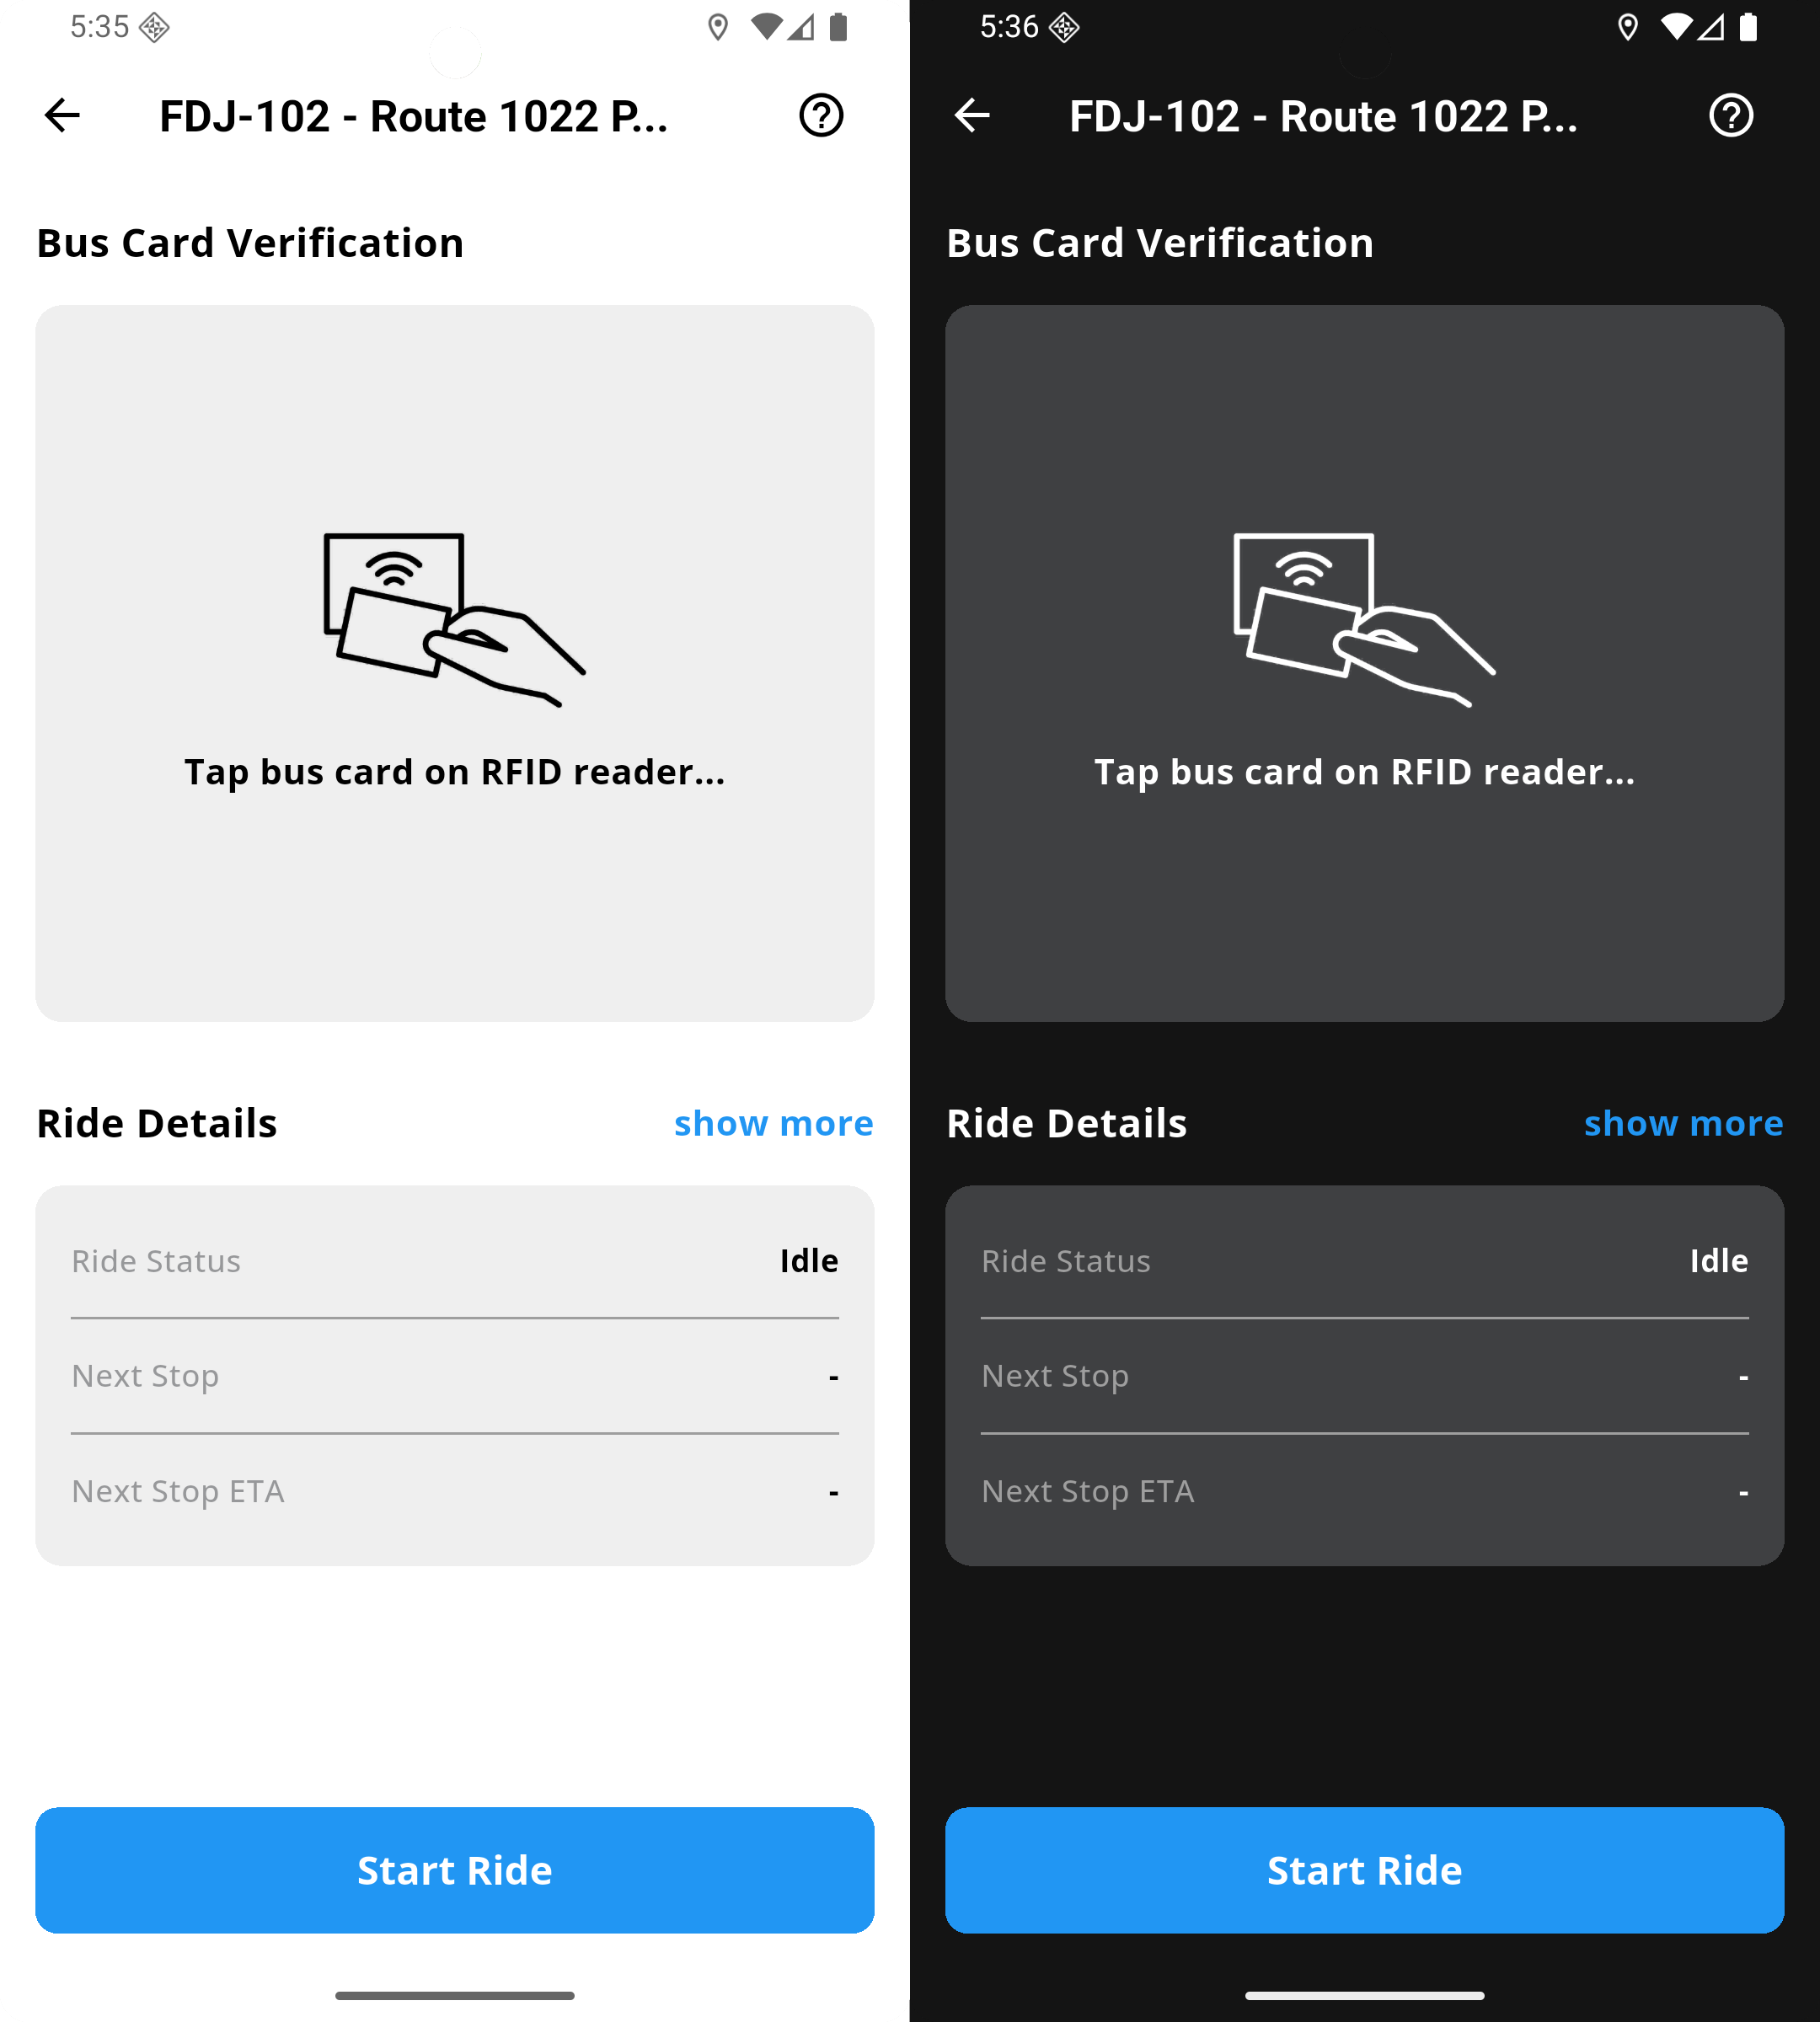 5:35
FDJ-102 - Route 1022 P...
Bus Card Verification
Tap bus card on RFID reader...
Ride Details show more
Ride Status Idle
Next Stop -
Next Stop ETA -
Start Ride
5:36
FDJ-102 - Route 1022 P...
Bus Card Verification
Tap bus card on RFID reader...
Ride Details show more
Ride Status Idle
Next Stop -
Next Stop ETA -
Start Ride